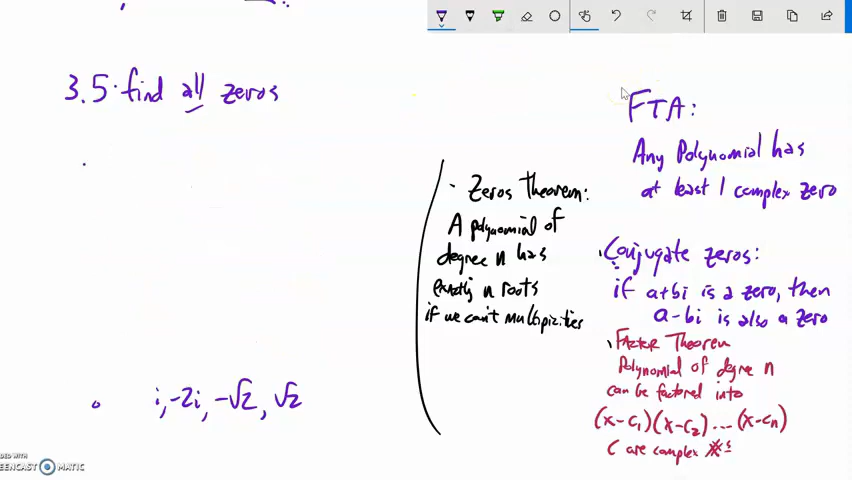 3.5 · find all zeros
i, -2i, -√2, √2
· Zeros Theorem:
A polynomial of
degree n has
exactly n roots
if we can't multiplicities
FTA:
Any Polynomial has
at least 1 complex zero
· Conjugate zeros:
if a+bi is a zero, then
a-bi is also a zero
· Factor Theorem
Polynomial of degree n
can be factored into
(x-c₁)(x-c₂)...(x-cₙ)
C are complex #s